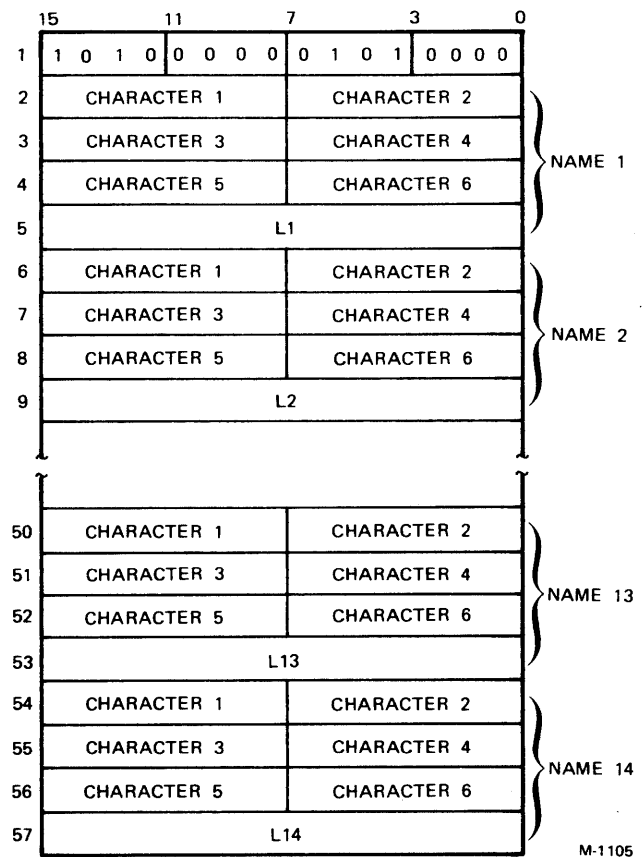 15 11 7 3 0
1 1 0 1 0 0 0 0 0 0 1 0 1 0 0 0 0
2 CHARACTER 1 CHARACTER 2
3 CHARACTER 3 CHARACTER 4 NAME 1
4 CHARACTER 5 CHARACTER 6
5 L1
6 CHARACTER 1 CHARACTER 2
7 CHARACTER 3 CHARACTER 4 NAME 2
8 CHARACTER 5 CHARACTER 6
9 L2
50 CHARACTER 1 CHARACTER 2
51 CHARACTER 3 CHARACTER 4 NAME 13
52 CHARACTER 5 CHARACTER 6
53 L13
54 CHARACTER 1 CHARACTER 2
55 CHARACTER 3 CHARACTER 4 NAME 14
56 CHARACTER 5 CHARACTER 6
57 L14
M-1105